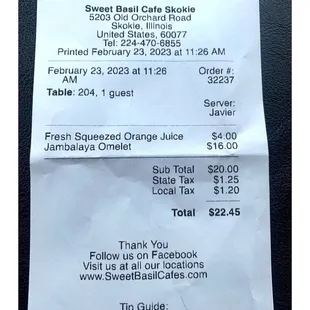 Sweet Basil Cafe Skokie
5203 Old Orchard Road
Skokie, Illinois
United States, 60077
Tel: 224-470-6855
Printed February 23, 2023 at 11:26 AM
February 23, 2023 at 11:26 Order #:
AM 32237
Table: 204, 1 guest
Server:
Javier
Fresh Squeezed Orange Juice $4.00
Jambalaya Omelet $16.00
Sub Total $20.00
State Tax $1.25
Local Tax $1.20
Total $22.45
Thank You
Follow us on Facebook
Visit us at all our locations
www.SweetBasilCafes.com
Tip Guide: